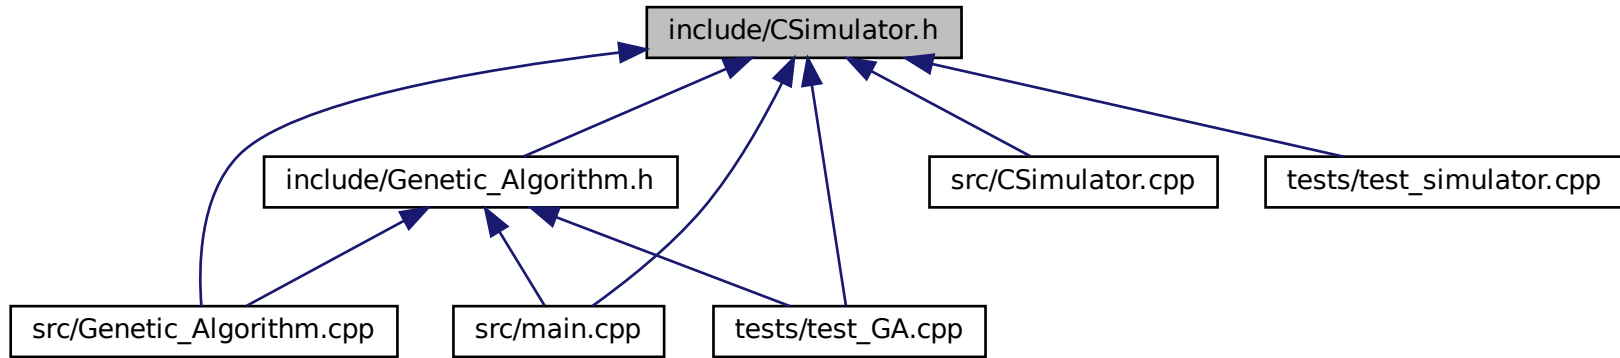 include/CSimulator.h
include/Genetic_Algorithm.h
src/CSimulator.cpp
tests/test_simulator.cpp
src/Genetic_Algorithm.cpp
src/main.cpp
tests/test_GA.cpp